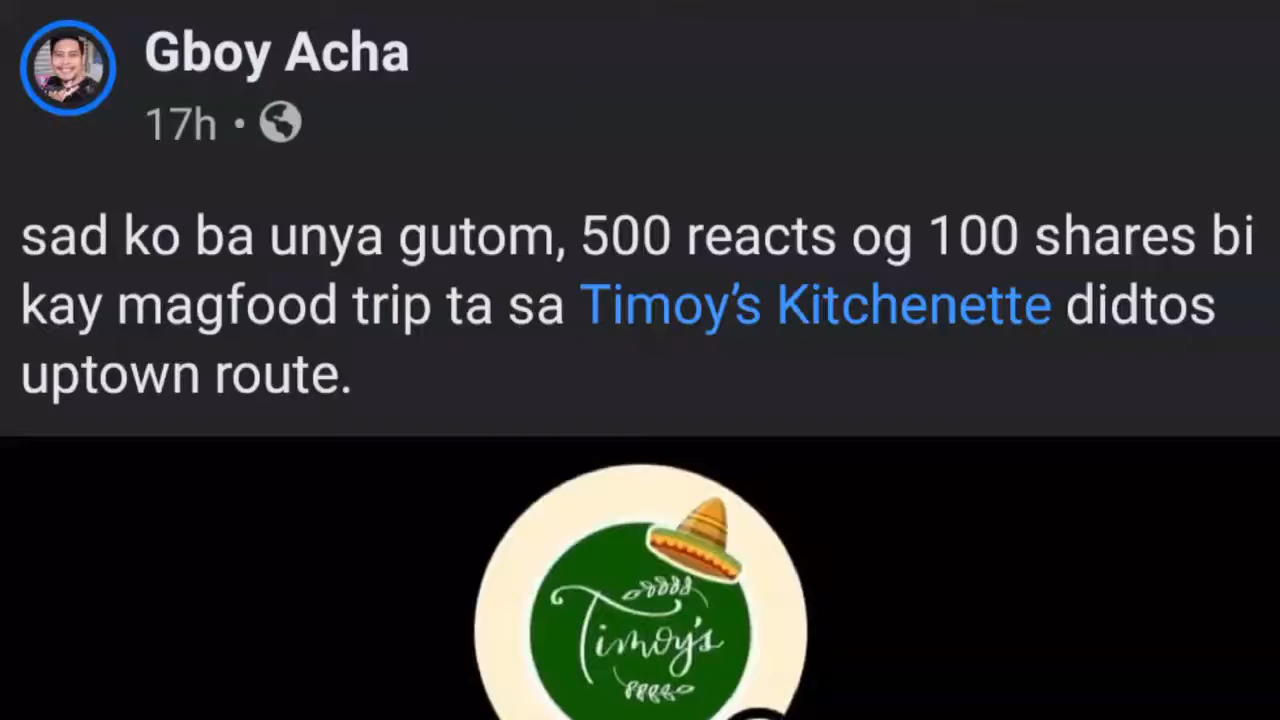 Gboy Acha
17h •
sad ko ba unya gutom, 500 reacts og 100 shares bi
kay magfood trip ta sa Timoy’s Kitchenette didtos
uptown route.
Timoy's